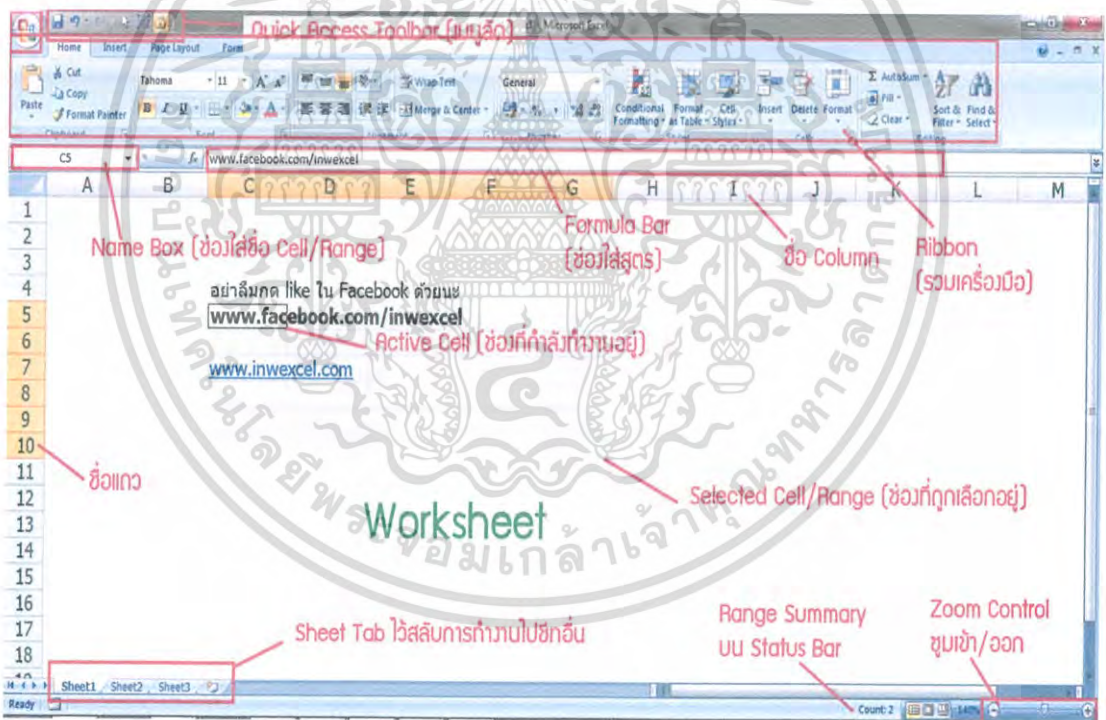 Quick Access Toolbar (เมนูลัด)
Microsoft Excel
Home Insert Page Layout Form
Cut
Copy
Format Painter
Paste
Clipboard
Tahoma 11
Wrap Text
Merge & Center
General
Conditional Formatting
Format as Table
Cell Styles
Insert Delete Format
Cells
AutoSum
Fill
Clear
Sort & Filter
Find & Select
C5
fx www.facebook.com/inwexcel
A B C D E F G H I J K L M
1
2
3
4
5
6
7
8
9
10
11
12
13
14
15
16
17
18
Name Box (ช่องใส่ชื่อ Cell/Range)
Formula Bar
(ช่องใส่สูตร)
ชื่อ Column
Ribbon
(รวมเครื่องมือ)
อย่าลืมกด like ใน Facebook ด้วยนะ
www.facebook.com/inwexcel
Active Cell (ช่องที่กำลังทำงานอยู่)
www.inwexcel.com
ชื่อแถว
Selected Cell/Range (ช่องที่ถูกเลือกอยู่)
Worksheet
Sheet Tab ไว้สลับการทำงานไปชีทอื่น
Range Summary
บน Status Bar
Zoom Control
ซูมเข้า/ออก
Sheet1 Sheet2 Sheet3
Ready
Count: 2
140%